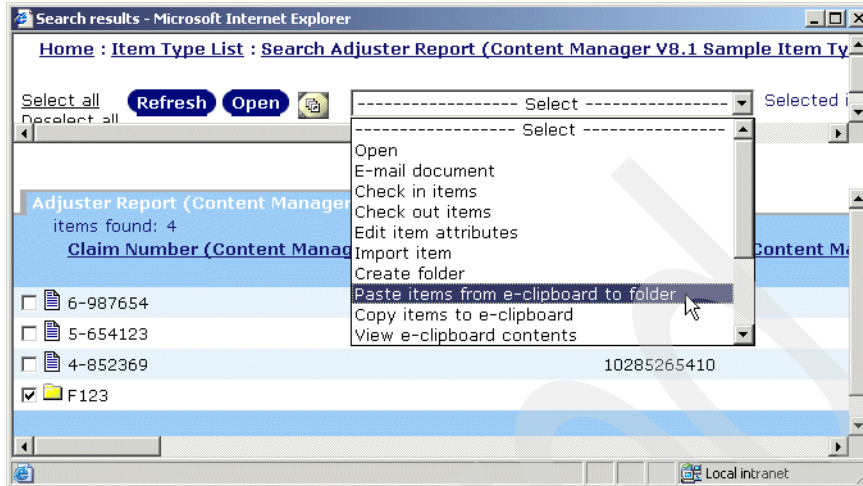 Search results - Microsoft Internet Explorer
Home : Item Type List : Search Adjuster Report (Content Manager V8.1 Sample Item Ty
Select all Refresh Open ------------------ Select ---------------- Selected i
Deselect all
------------------ Select ----------------
Open
E-mail document
Check in items
Check out items
Edit item attributes
Import item
Create folder
Paste items from e-clipboard to folder
Copy items to e-clipboard
View e-clipboard contents
Adjuster Report (Content Manager
items found: 4
Claim Number (Content Manag Content Ma
6-987654
5-654123
4-852369 10285265410
F123
Local intranet